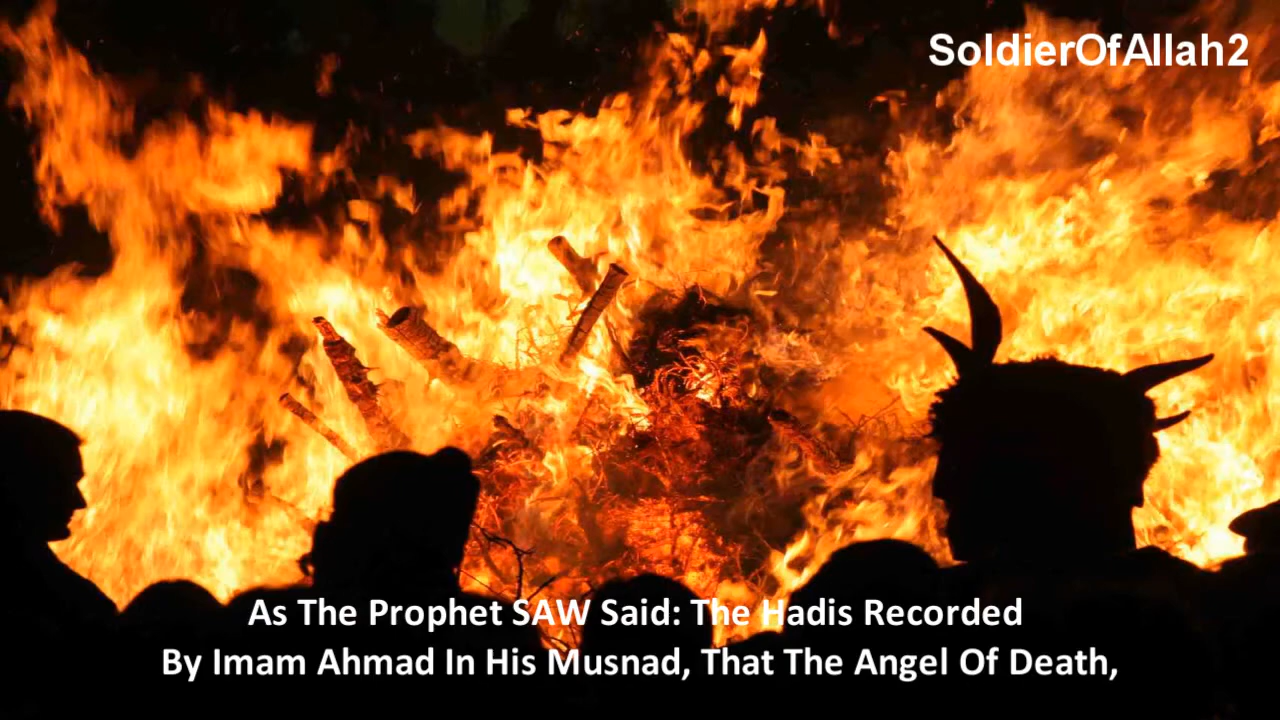 SoldierOfAllah2
As The Prophet SAW Said: The Hadis Recorded
By Imam Ahmad In His Musnad, That The Angel Of Death,